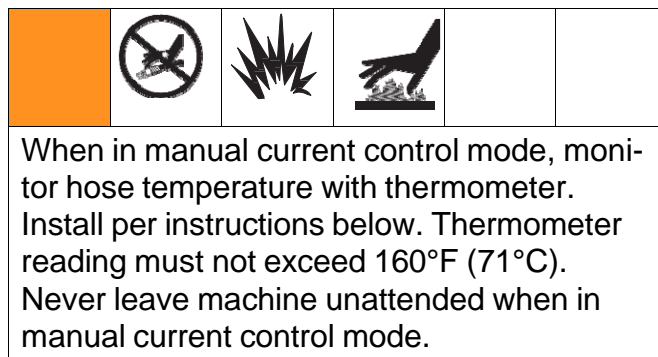 When in manual current control mode, moni-
tor hose temperature with thermometer.
Install per instructions below. Thermometer
reading must not exceed 160°F (71°C).
Never leave machine unattended when in
manual current control mode.